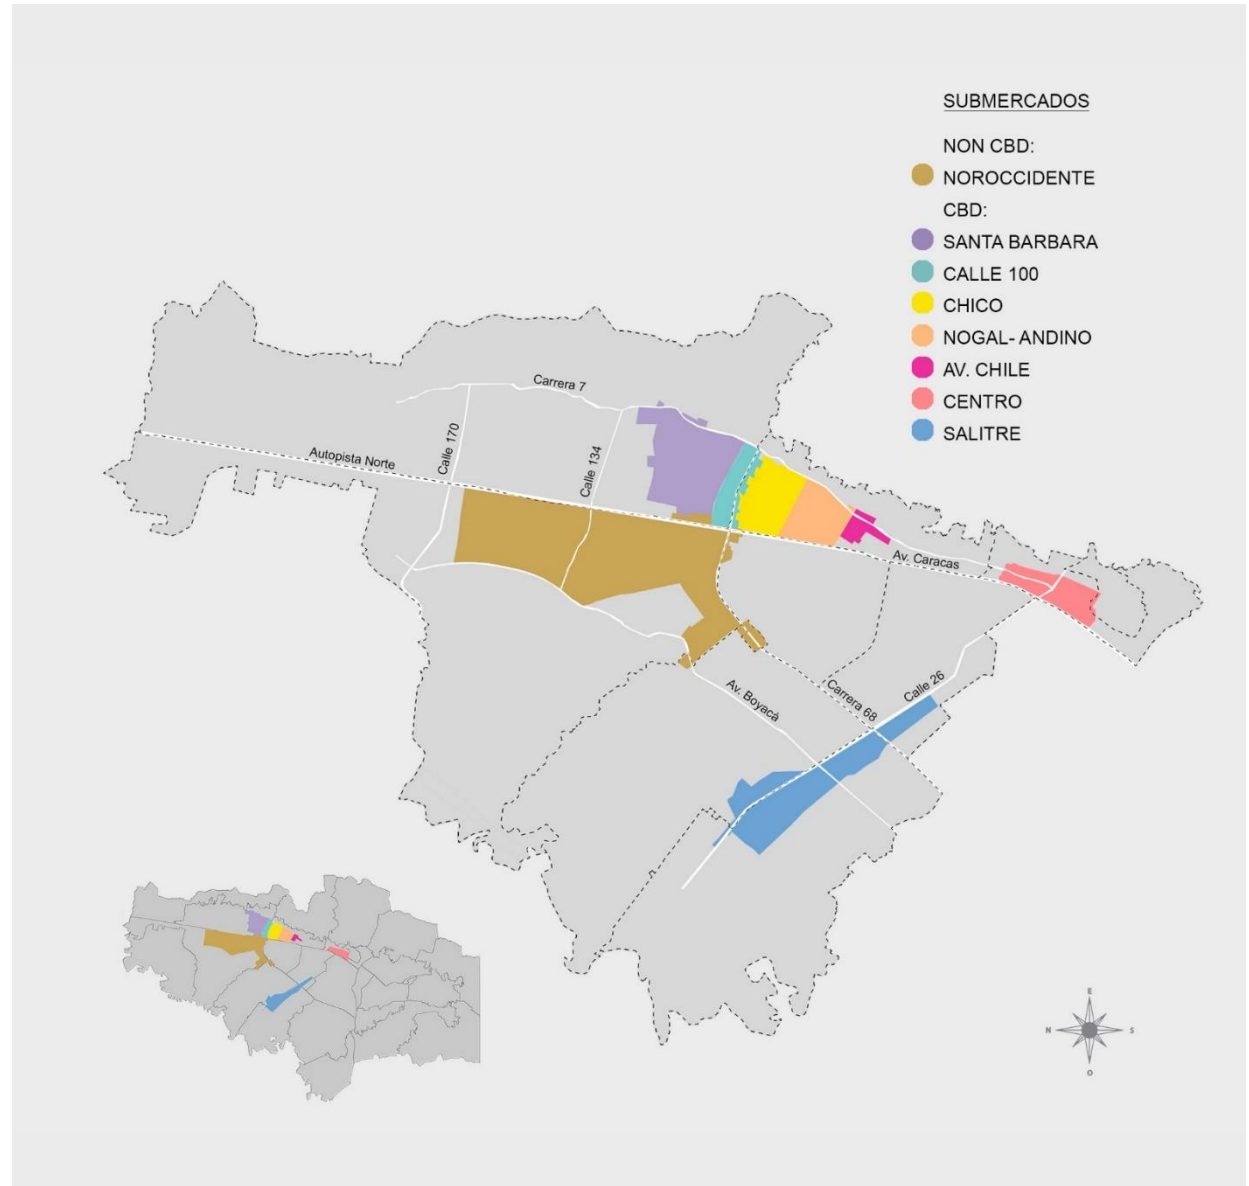 SUBMERCADOS
NON CBD:
NOROCCIDENTE
CBD:
SANTA BARBARA
CALLE 100
CHICO
NOGAL- ANDINO
AV. CHILE
CENTRO
SALITRE
Carrera 7
Calle 170
Autopista Norte
Calle 134
Av. Caracas
Calle 26
Carrera 68
Av. Boyacá
E
N
S
O